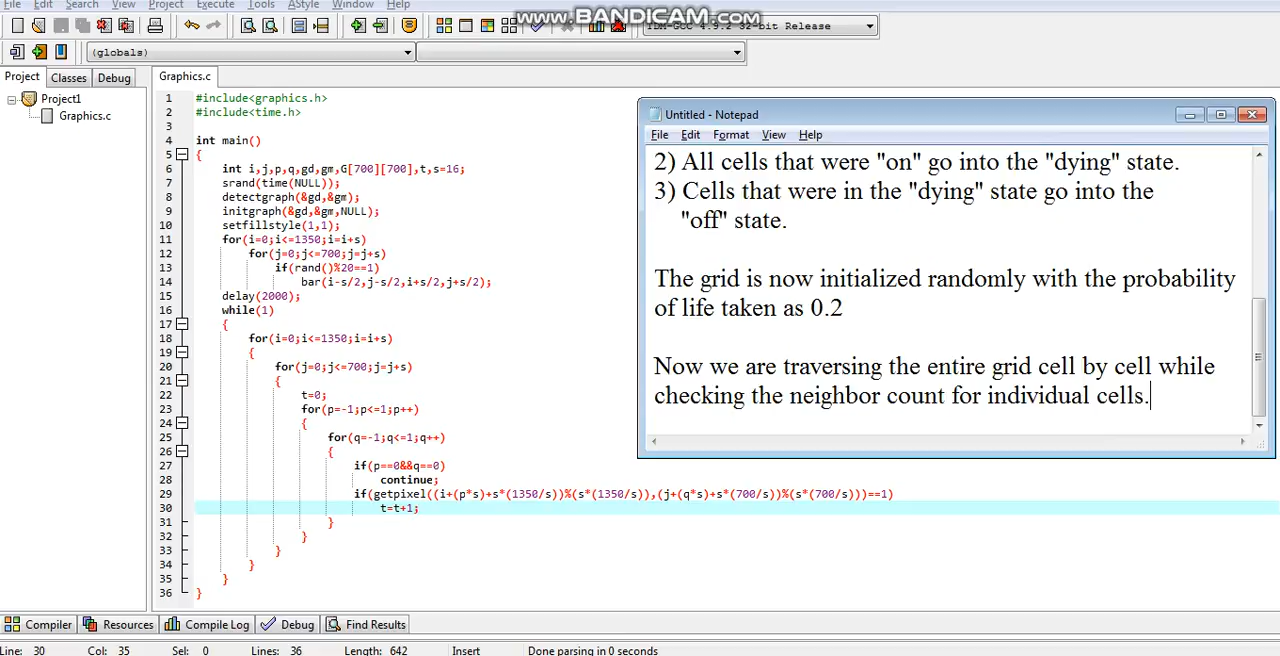 File Edit Search View Project Execute Tools AStyle Window Help
www.BANDICAM.com
TDM-GCC 4.9.2 32-bit Release
(globals)
Project Classes Debug
Graphics.c
Project1
Graphics.c
1 #include<graphics.h>
2 #include<time.h>
3
4 int main()
5 {
6 int i,j,p,q,gd,gm,G[700][700],t,s=16;
7 srand(time(NULL));
8 detectgraph(&gd,&gm);
9 initgraph(&gd,&gm,NULL);
10 setfillstyle(1,1);
11 for(i=0;i<=1350;i=i+s)
12 for(j=0;j<=700;j=j+s)
13 if(rand()%20==1)
14 bar(i-s/2,j-s/2,i+s/2,j+s/2);
15 delay(2000);
16 while(1)
17 {
18 for(i=0;i<=1350;i=i+s)
19 {
20 for(j=0;j<=700;j=j+s)
21 {
22 t=0;
23 for(p=-1;p<=1;p++)
24 {
25 for(q=-1;q<=1;q++)
26 {
27 if(p==0&&q==0)
28 continue;
29 if(getpixel((i+(p*s)+s*(1350/s))%(s*(1350/s)),(j+(q*s)+s*(700/s))%(s*(700/s)))==1)
30 t=t+1;
31 }
32 }
33 }
34 }
35 }
36 }
Untitled - Notepad
File Edit Format View Help
2) All cells that were "on" go into the "dying" state.
3) Cells that were in the "dying" state go into the
"off" state.
The grid is now initialized randomly with the probability
of life taken as 0.2
Now we are traversing the entire grid cell by cell while
checking the neighbor count for individual cells.
Compiler Resources Compile Log Debug Find Results
Line: 30 Col: 35 Sel: 0 Lines: 36 Length: 642 Insert Done parsing in 0 seconds